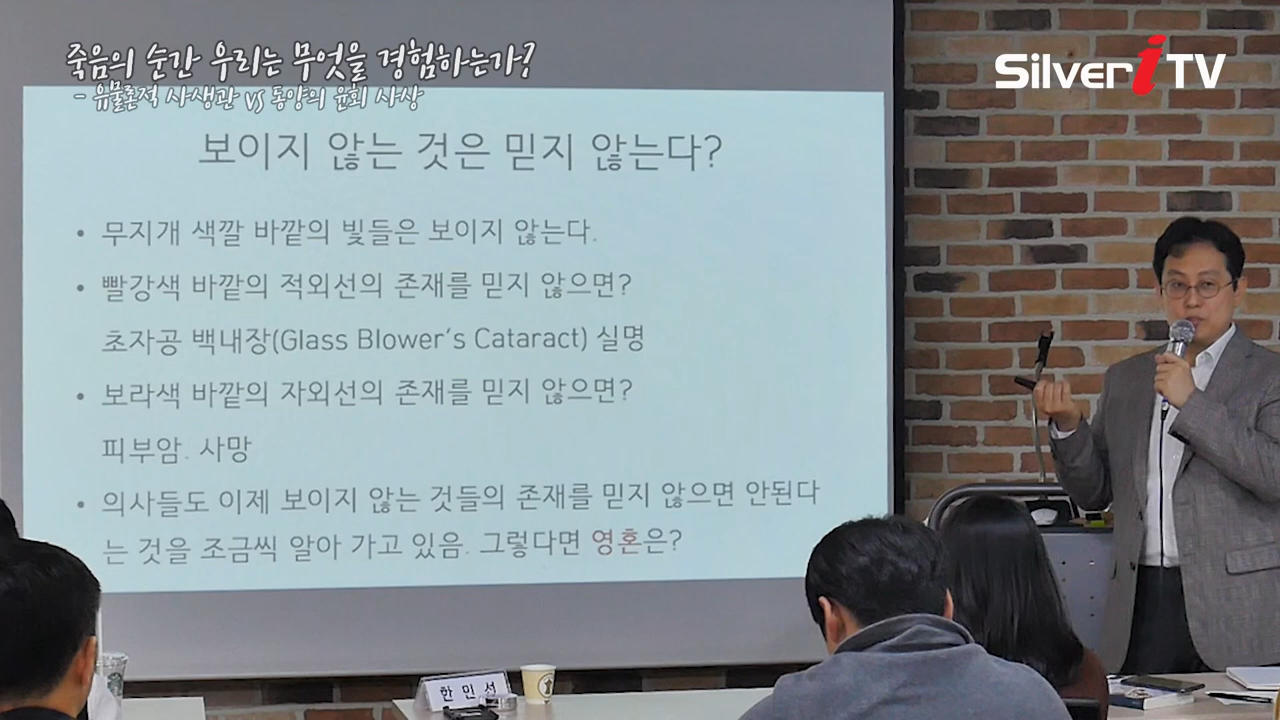 죽음의 순간 우리는 무엇을 경험하는가?
- 유물론적 사생관 vs 동양의 윤회 사상
Silver i TV
보이지 않는 것은 믿지 않는다?
• 무지개 색깔 바깥의 빛들은 보이지 않는다.
• 빨강색 바깥의 적외선의 존재를 믿지 않으면?
초자공 백내장(Glass Blower's Cataract) 실명
• 보라색 바깥의 자외선의 존재를 믿지 않으면?
피부암. 사망
• 의사들도 이제 보이지 않는 것들의 존재를 믿지 않으면 안된다
는 것을 조금씩 알아 가고 있음. 그렇다면 영혼은?
한 민 선